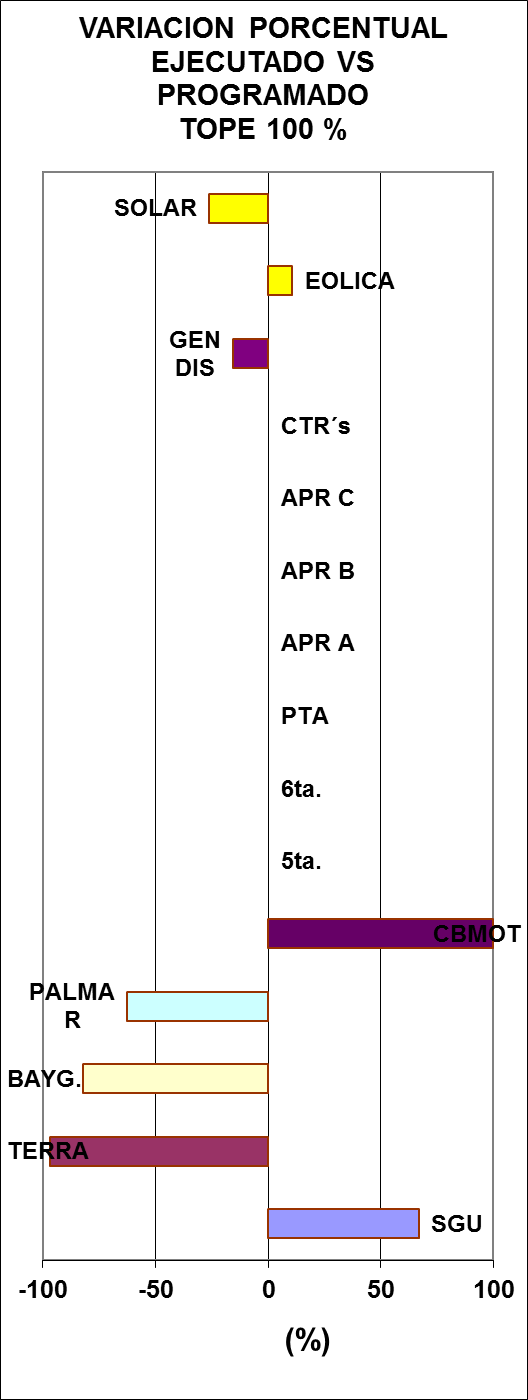 VARIACION PORCENTUAL
EJECUTADO VS
PROGRAMADO
TOPE 100 %
SOLAR
EOLICA
GEN
DIS
CTR´s
APR C
APR B
APR A
PTA
6ta.
5ta.
CBMOT
PALMA
R
BAYG.
TERRA
SGU
-100 -50 0 50 100
(%)